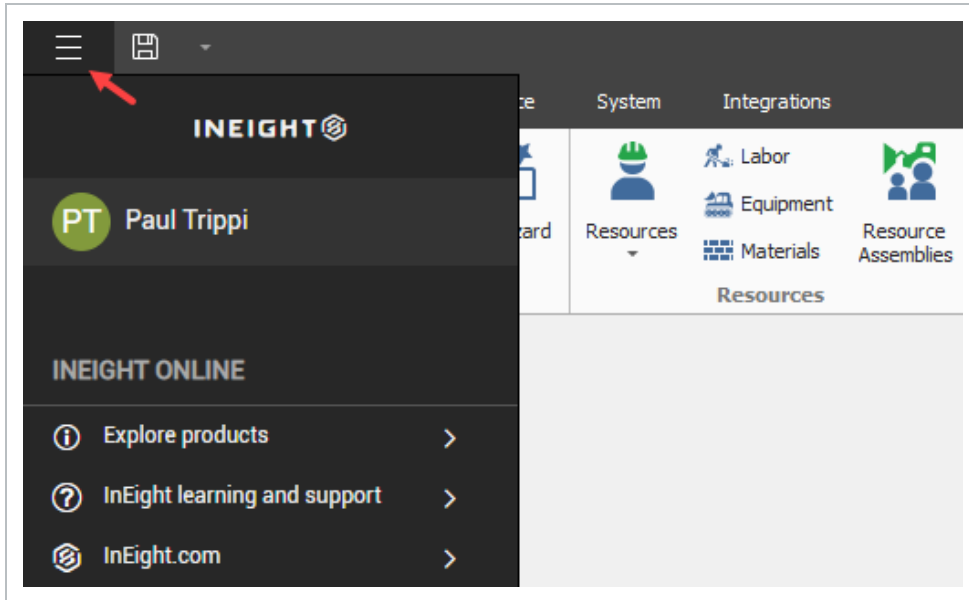 INEIGHT
PT Paul Trippi
INEIGHT ONLINE
Explore products
InEight learning and support
InEight.com
System
Integrations
Resources
Labor
Equipment
Materials
Resource
Assemblies
Resources